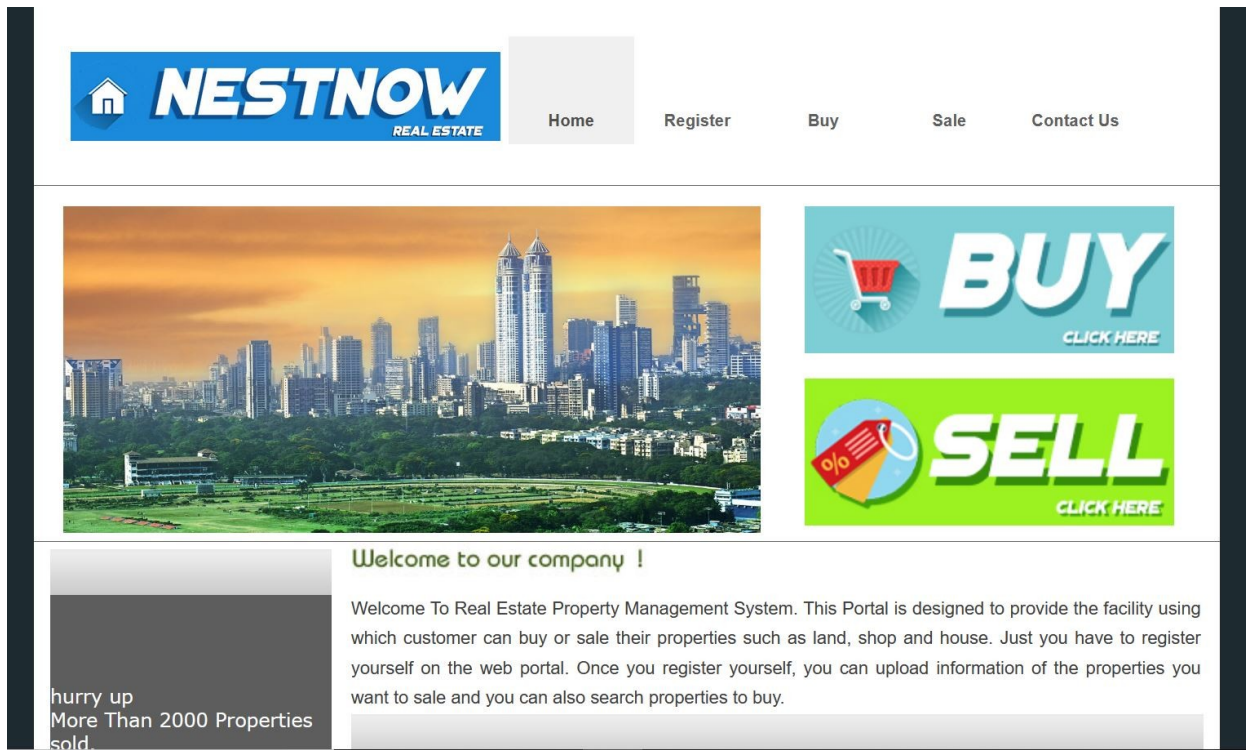 NESTNOW
REAL ESTATE
Home
Register
Buy
Sale
Contact Us
BUY
CLICK HERE
%
SELL
CLICK HERE
Welcome to our company !
Welcome To Real Estate Property Management System. This Portal is designed to provide the facility using
which customer can buy or sale their properties such as land, shop and house. Just you have to register
yourself on the web portal. Once you register yourself, you can upload information of the properties you
want to sale and you can also search properties to buy.
hurry up
More Than 2000 Properties
sold.